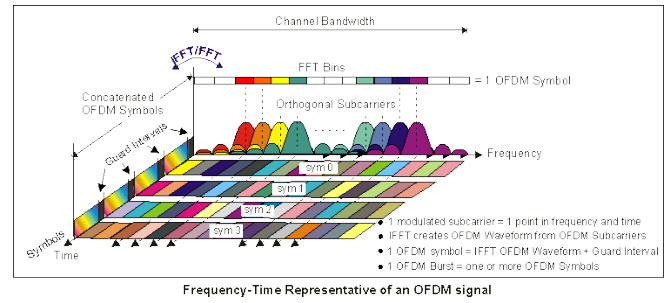 Channel Bandwidth
FFT/IFFT
FFT Bins
= 1 OFDM Symbol
Concatenated
OFDM Symbols
Orthogonal Subcarriers
Guard Intervals
Frequency
sym 0
sym 1
sym 2
sym 3
Symbols
Time
1 modulated subcarrier = 1 point in frequency and time
IFFT creates OFDM Waveform from OFDM Subcarriers
1 OFDM symbol = IFFT OFDM Waveform + Guard Interval
1 OFDM Burst = one or more OFDM Symbols
Frequency-Time Representative of an OFDM signal